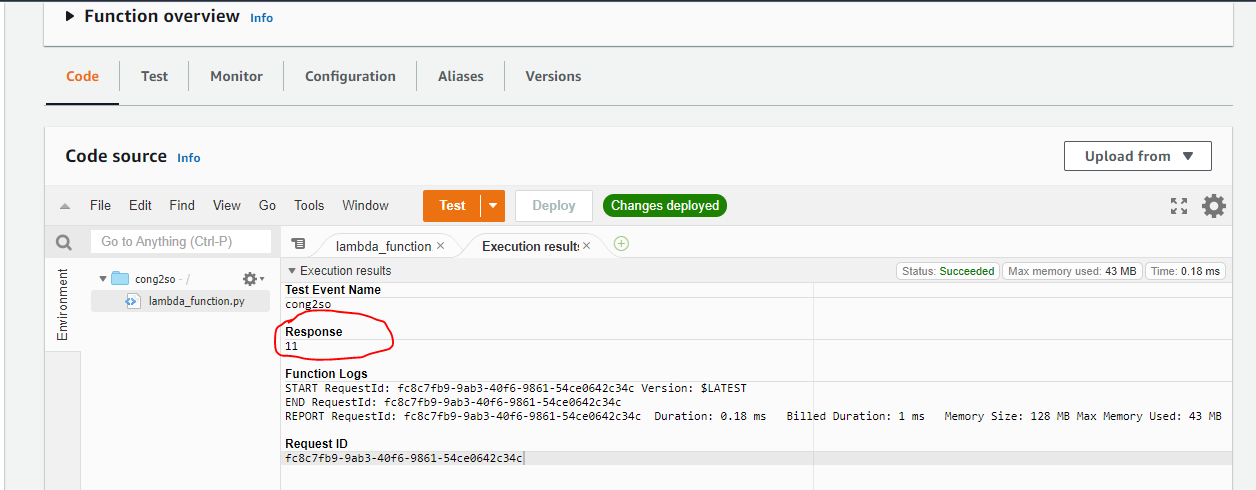 Function overview Info
Code Test Monitor Configuration Aliases Versions
Code source Info
Upload from
File Edit Find View Go Tools Window Test Deploy Changes deployed
Go to Anything (Ctrl-P)
lambda_function
Execution results
Environment
cong2so - /
lambda_function.py
Execution results
Status: Succeeded Max memory used: 43 MB Time: 0.18 ms
Test Event Name
cong2so
Response
11
Function Logs
START RequestId: fc8c7fb9-9ab3-40f6-9861-54ce0642c34c Version: $LATEST
END RequestId: fc8c7fb9-9ab3-40f6-9861-54ce0642c34c
REPORT RequestId: fc8c7fb9-9ab3-40f6-9861-54ce0642c34c Duration: 0.18 ms Billed Duration: 1 ms Memory Size: 128 MB Max Memory Used: 43 MB
Request ID
fc8c7fb9-9ab3-40f6-9861-54ce0642c34c